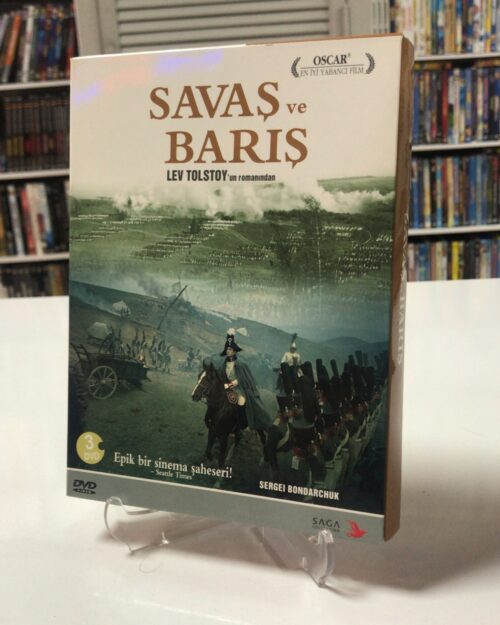 OSCAR®
EN İYİ YABANCI FİLM
SAVAŞ ve
BARIŞ
LEV TOLSTOY'un romanından
3
DVD
Epik bir sinema şaheseri!
- Seattle Times
SERGEI BONDARCHUK
DVD
VIDEO
SAGA